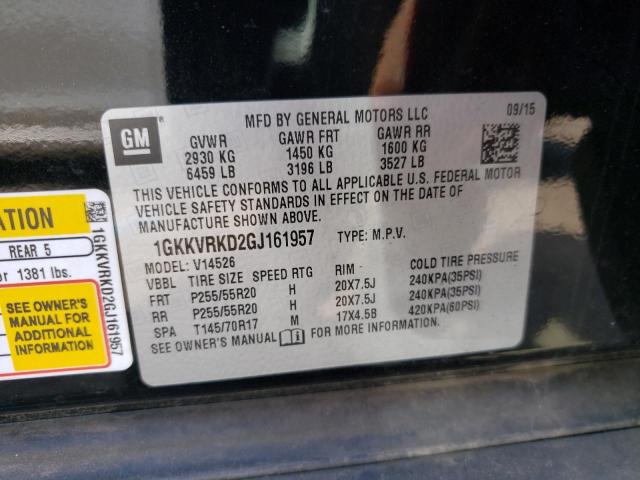 MFD BY GENERAL MOTORS LLC 09/15
GM
GVWR GAWR FRT GAWR RR
2930 KG 1450 KG 1600 KG
6459 LB 3196 LB 3527 LB
THIS VEHICLE CONFORMS TO ALL APPLICABLE U.S. FEDERAL MOTOR
VEHICLE SAFETY STANDARDS IN EFFECT ON THE DATE OF
MANUFACTURE SHOWN ABOVE.
1GKKVRKD2GJ161957 TYPE: M.P.V.
MODEL: V14526
VBBL TIRE SIZE SPEED RTG RIM COLD TIRE PRESSURE
FRT P255/55R20 H 20X7.5J 240KPA(35PSI)
RR P255/55R20 H 20X7.5J 240KPA(35PSI)
SPA T145/70R17 M 17X4.5B 420KPA(60PSI)
SEE OWNER'S MANUAL FOR MORE INFORMATION.
REAR 5
1381 lbs.
SEE OWNER'S
MANUAL FOR
ADDITIONAL
INFORMATION
1GKKVRKD2GJ161957